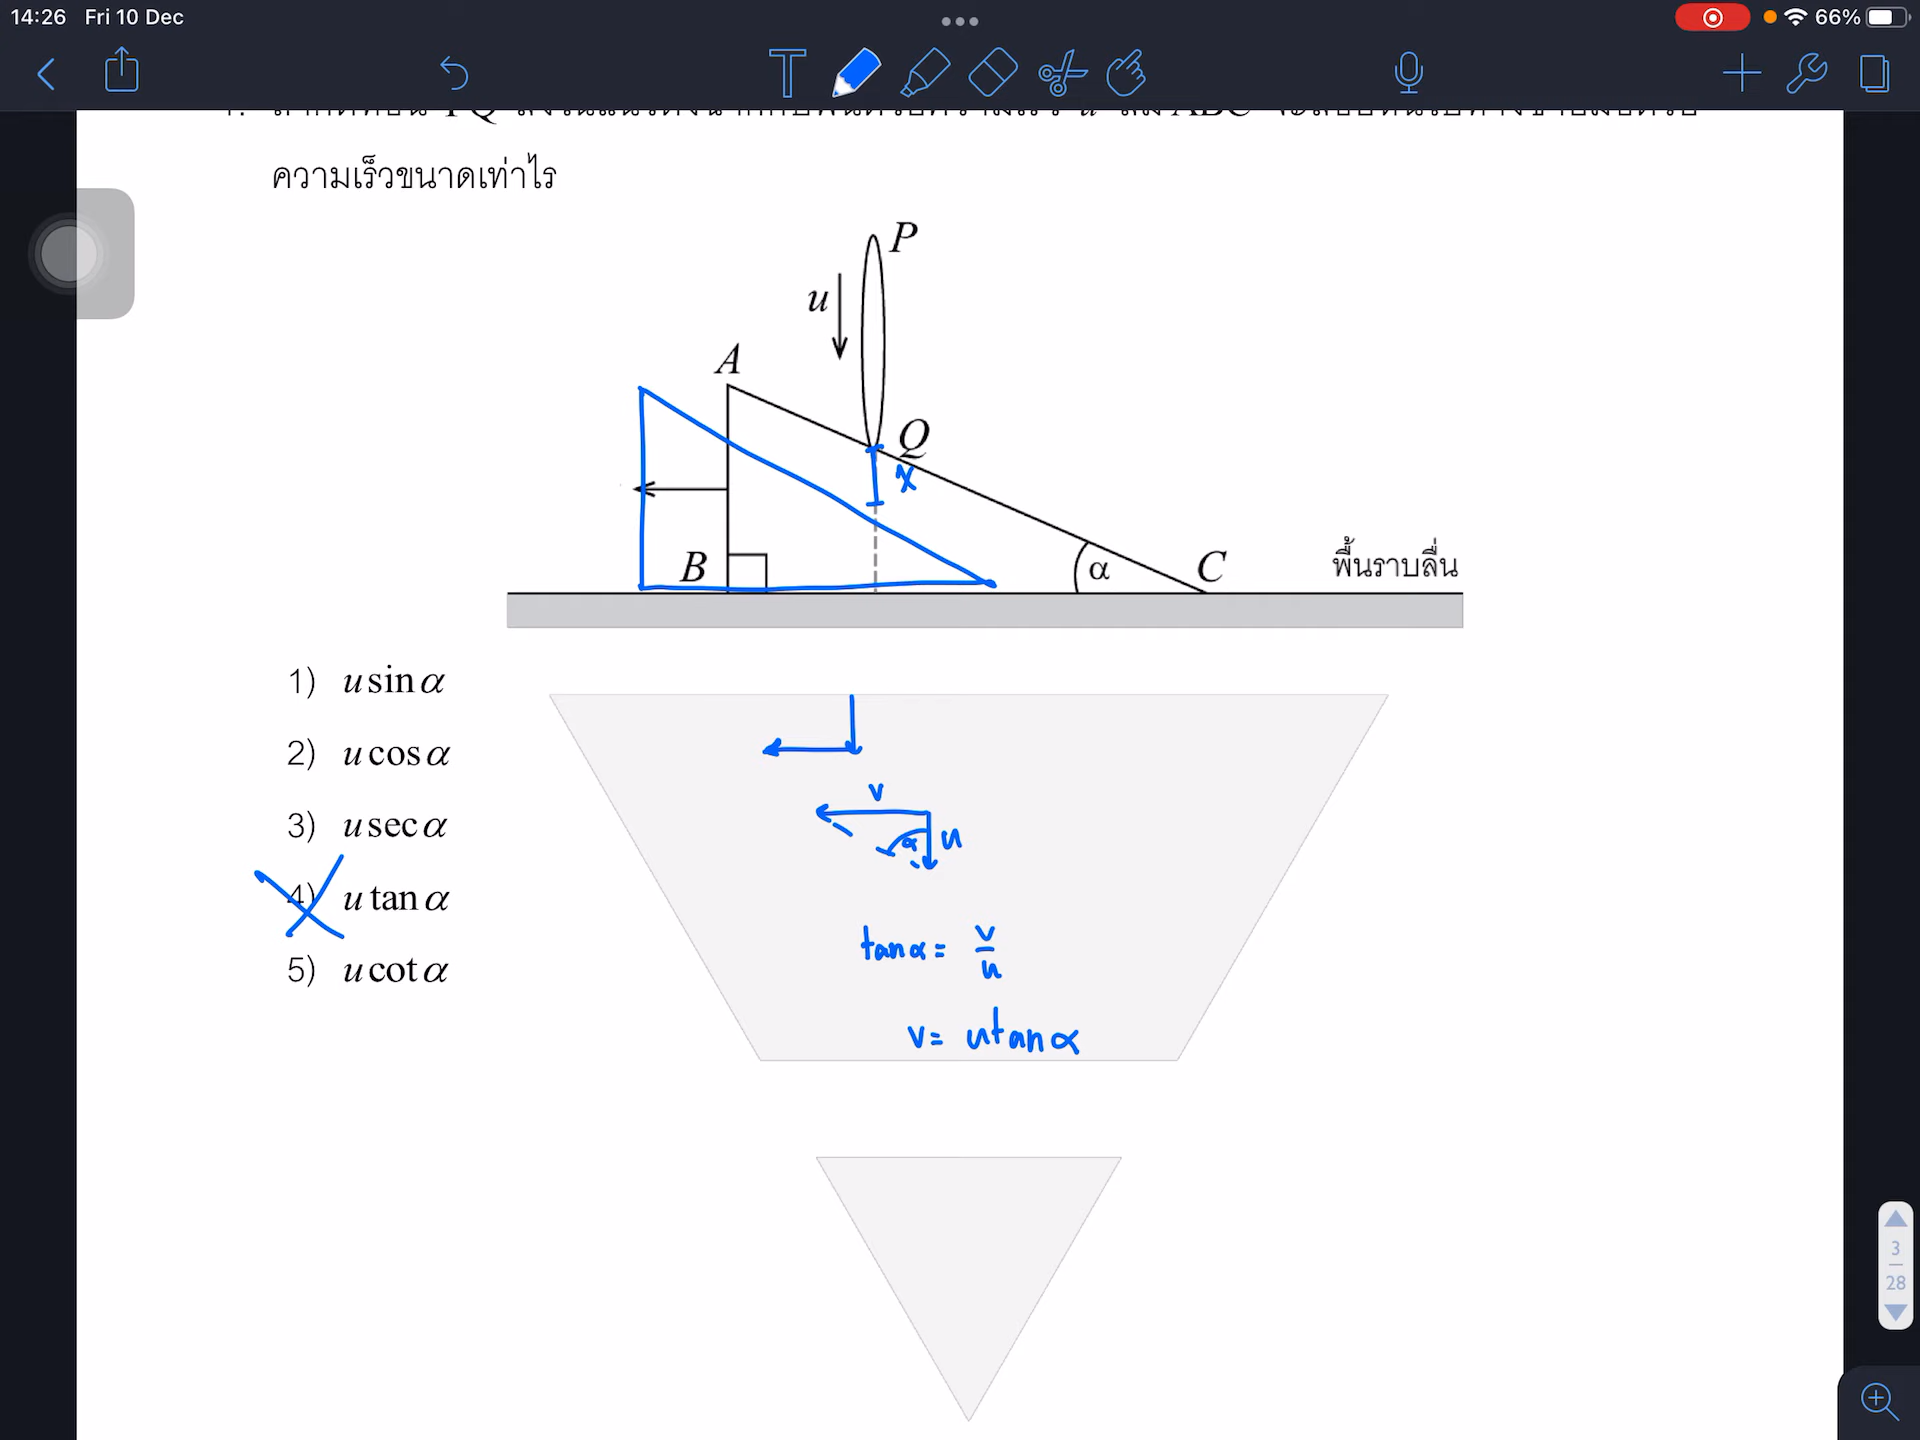 14:26 Fri 10 Dec
66%
PQ u ABC
ความเร็วขนาดเท่าไร
P
u
A
Q
x
B
α
C
พื้นราบลื่น
1) u sin α
2) u cos α
3) u sec α
4) u tan α
5) u cot α
v
α u
tan α = v/u
v = u tan α
3
28